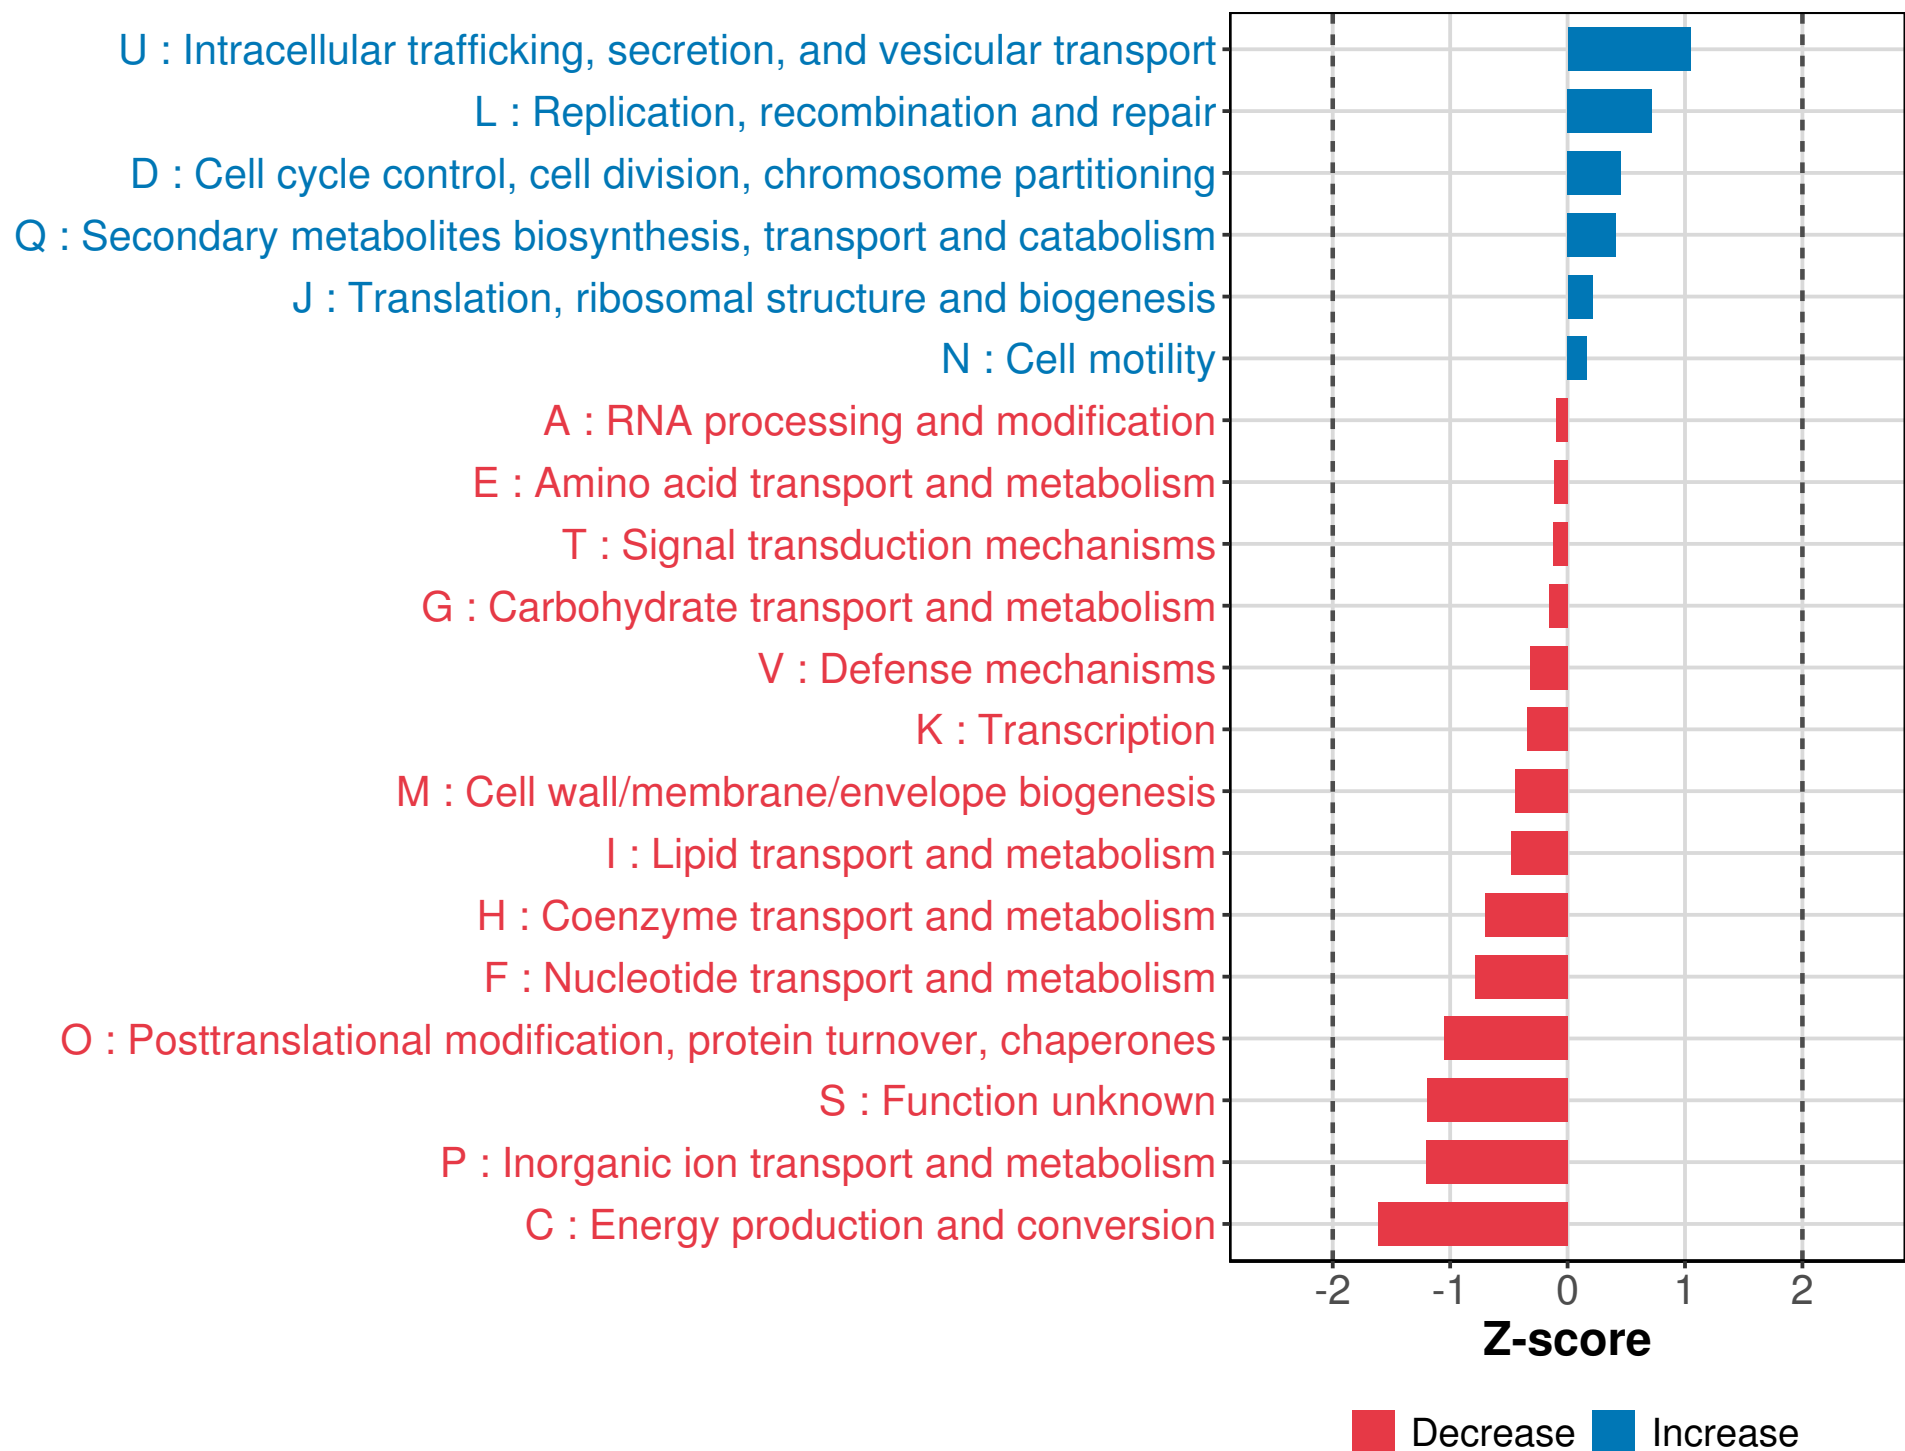 U : Intracellular trafficking, secretion, and vesicular transport
L : Replication, recombination and repair
D : Cell cycle control, cell division, chromosome partitioning
Q : Secondary metabolites biosynthesis, transport and catabolism
J : Translation, ribosomal structure and biogenesis
N : Cell motility
A : RNA processing and modification
E : Amino acid transport and metabolism
T : Signal transduction mechanisms
G : Carbohydrate transport and metabolism
V : Defense mechanisms
K : Transcription
M : Cell wall/membrane/envelope biogenesis
I : Lipid transport and metabolism
H : Coenzyme transport and metabolism
F : Nucleotide transport and metabolism
O : Posttranslational modification, protein turnover, chaperones
S : Function unknown
P : Inorganic ion transport and metabolism
C : Energy production and conversion
-2 -1 0 1 2
Z-score
Decrease Increase